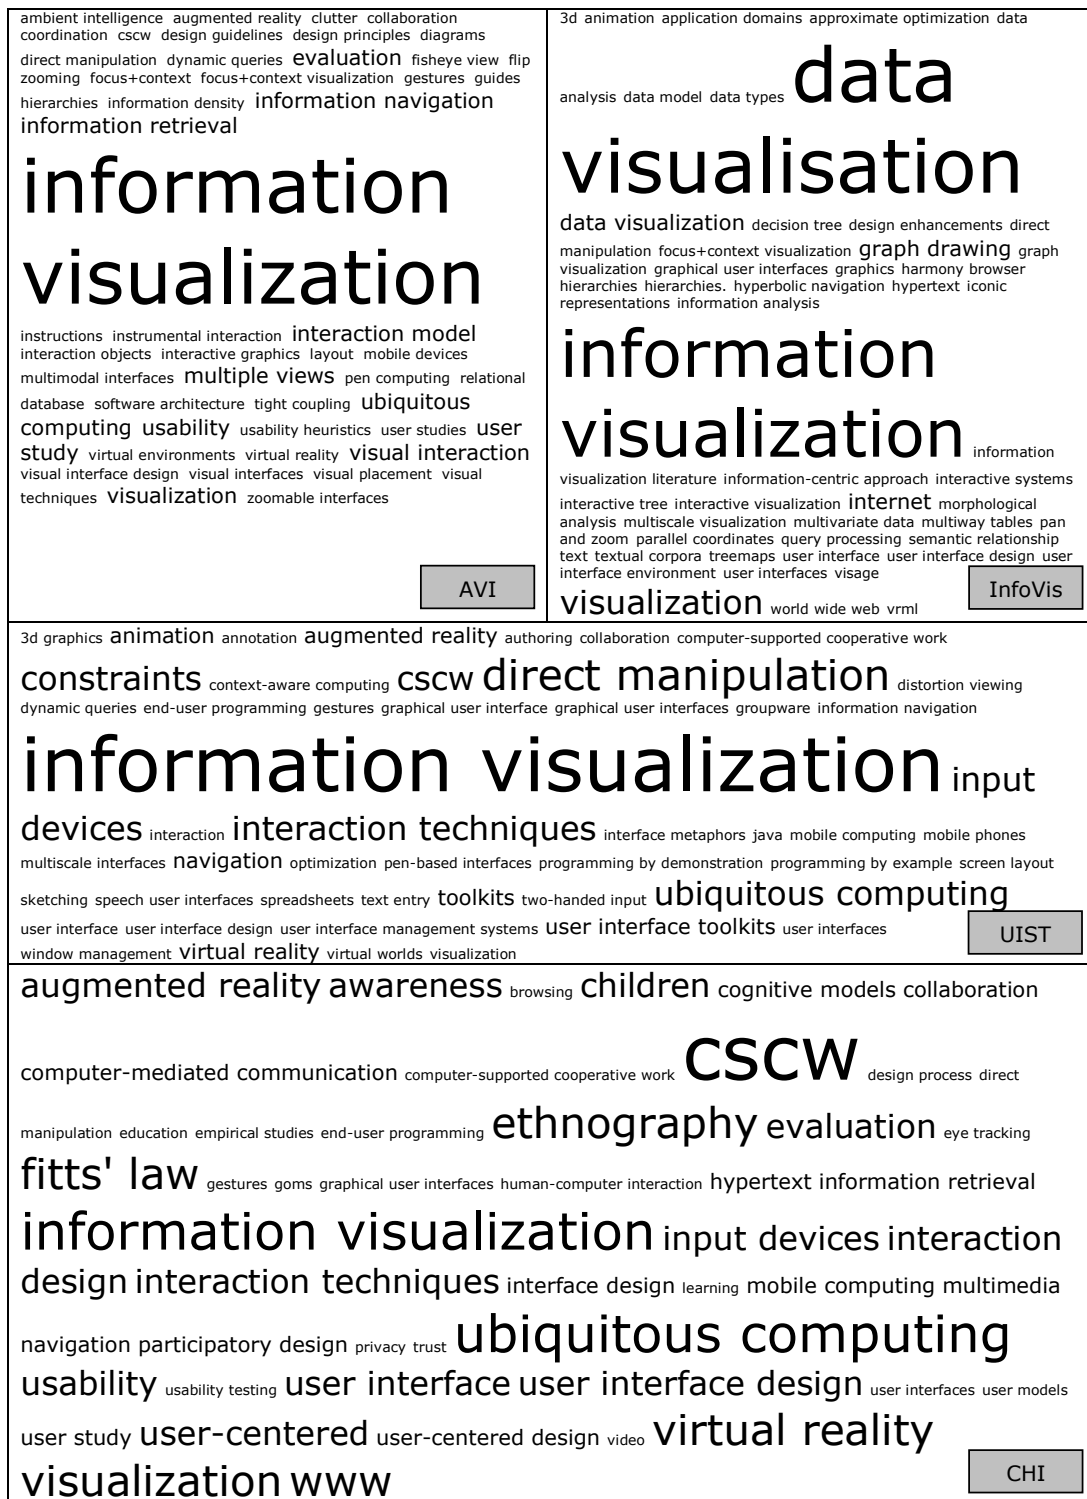 ambient intelligence augmented reality clutter collaboration
coordination cscw design guidelines design principles diagrams
direct manipulation dynamic queries evaluation fisheye view flip
zooming focus+context focus+context visualization gestures guides
hierarchies information density information navigation
information retrieval
information
visualization
instructions instrumental interaction interaction model
interaction objects interactive graphics layout mobile devices
multimodal interfaces multiple views pen computing relational
database software architecture tight coupling ubiquitous
computing usability usability heuristics user studies user
study virtual environments virtual reality visual interaction
visual interface design visual interfaces visual placement visual
techniques visualization zoomable interfaces
AVI
3d animation application domains approximate optimization data
analysis data model data types data
visualisation
data visualization decision tree design enhancements direct
manipulation focus+context visualization graph drawing graph
visualization graphical user interfaces graphics harmony browser
hierarchies hierarchies. hyperbolic navigation hypertext iconic
representations information analysis
information
visualization information
visualization literature information-centric approach interactive systems
interactive tree interactive visualization internet morphological
analysis multiscale visualization multivariate data multiway tables pan
and zoom parallel coordinates query processing semantic relationship
text textual corpora treemaps user interface user interface design user
interface environment user interfaces visage
visualization world wide web vrml
InfoVis
3d graphics animation annotation augmented reality authoring collaboration computer-supported cooperative work
constraints context-aware computing cscw direct manipulation distortion viewing
dynamic queries end-user programming gestures graphical user interface graphical user interfaces groupware information navigation
information visualization input
devices interaction interaction techniques interface metaphors java mobile computing mobile phones
multiscale interfaces navigation optimization pen-based interfaces programming by demonstration programming by example screen layout
sketching speech user interfaces spreadsheets text entry toolkits two-handed input ubiquitous computing
user interface user interface design user interface management systems user interface toolkits user interfaces
window management virtual reality virtual worlds visualization
UIST
augmented reality awareness browsing children cognitive models collaboration
computer-mediated communication computer-supported cooperative work cscw design process direct
manipulation education empirical studies end-user programming ethnography evaluation eye tracking
fitts' law gestures goms graphical user interfaces human-computer interaction hypertext information retrieval
information visualization input devices interaction
design interaction techniques interface design learning mobile computing multimedia
navigation participatory design privacy trust ubiquitous computing
usability usability testing user interface user interface design user interfaces user models
user study user-centered user-centered design video virtual reality
visualization www
CHI